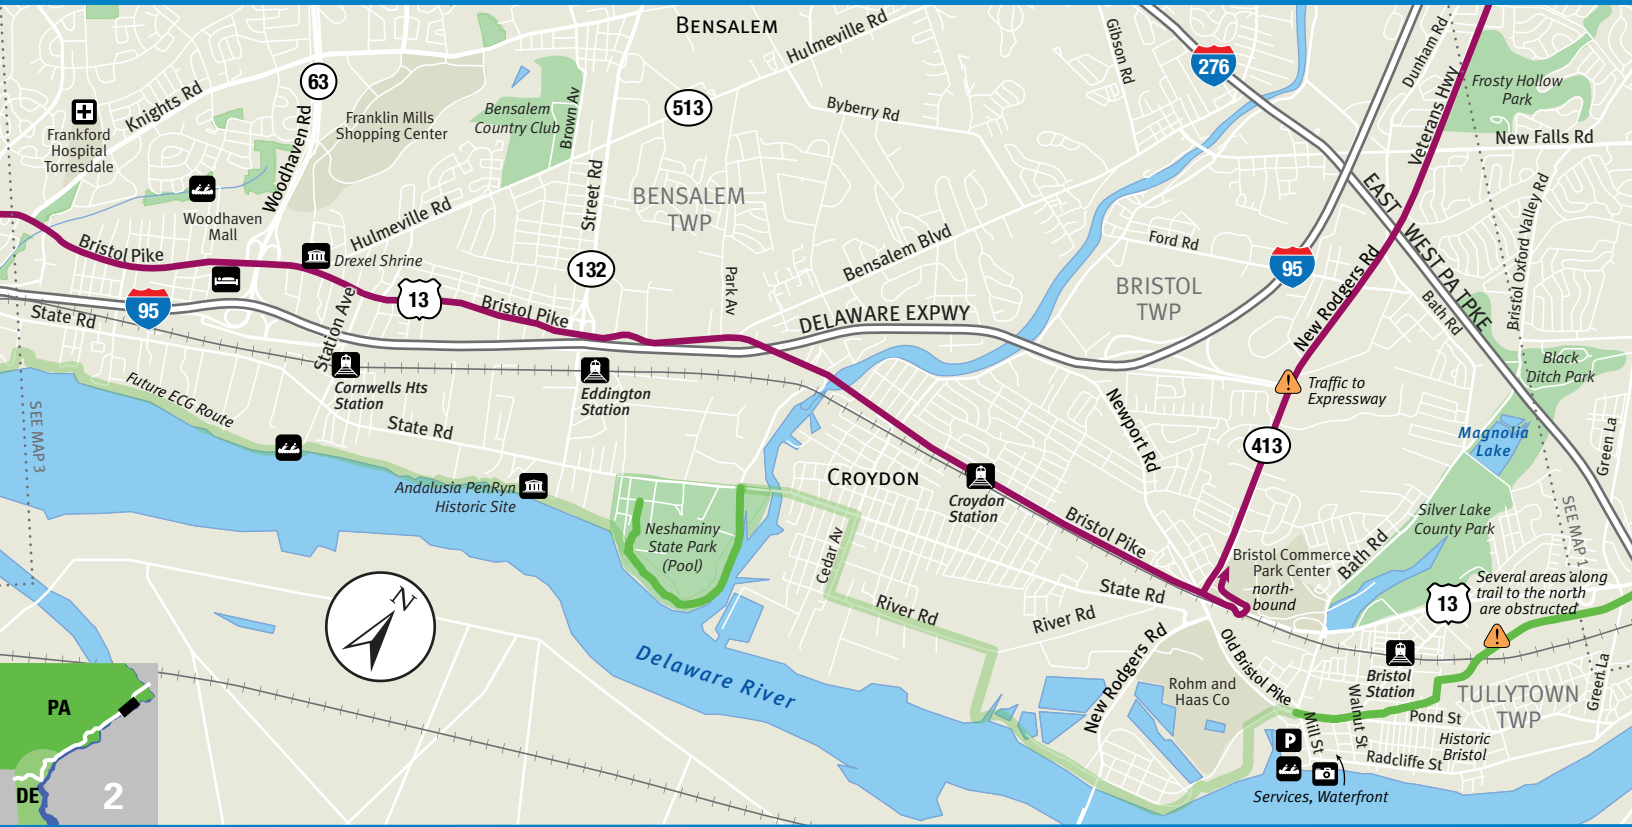 BENSALEM
Hulmeville Rd
Gibson Rd
276
Dunham Rd
Veterans Hwy
Frosty Hollow
Park
New Falls Rd
63
Knights Rd
Frankford
Hospital
Torresdale
Woodhaven Rd
Franklin Mills
Shopping Center
Bensalem
Country Club
Brown Av
513
Byberry Rd
Woodhaven
Mall
Hulmeville Rd
Street Rd
BENSALEM
TWP
EAST WEST PA TPKE
Bristol Oxford Valley Rd
Bristol Pike
Drexel Shrine
132
Park Av
Bensalem Blvd
Ford Rd
BRISTOL
TWP
95
New Rodgers Rd
Bath Rd
State Rd
95
Station Ave
13
Bristol Pike
DELAWARE EXPWY
Black
Ditch Park
Future ECG Route
Cornwells Hts
Station
Eddington
Station
Traffic to
Expressway
SEE MAP 3
State Rd
Newport Rd
413
Magnolia
Lake
Green La
Andalusia PenRyn
Historic Site
CROYDON
Croydon
Station
Neshaminy
State Park
(Pool)
Bristol Pike
Silver Lake
County Park
SEE MAP 1
Cedar Av
Bristol Commerce
Park Center
north-
bound
Bath Rd
Several areas along
trail to the north
are obstructed
13
N
State Rd
River Rd
River Rd
New Rodgers Rd
Old Bristol Pike
Delaware River
Rohm and
Haas Co
Bristol
Station
TULLYTOWN
TWP
Green La
Walnut St
Pond St
Mill St
Historic
Bristol
Radcliffe St
P
Services, Waterfront
PA
DE
2